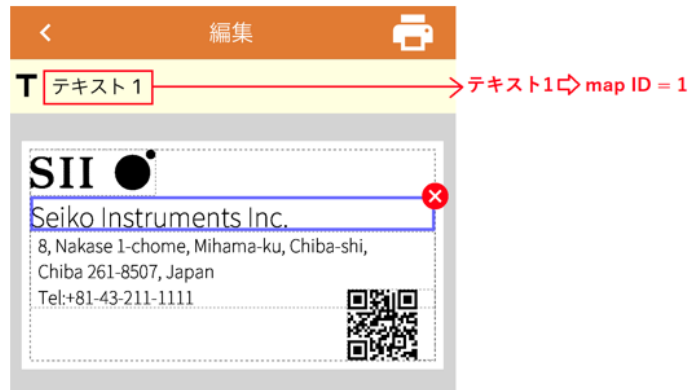 編集
T テキスト 1
テキスト1⇨ map ID = 1
SII
Seiko Instruments Inc.
8, Nakase 1-chome, Mihama-ku, Chiba-shi,
Chiba 261-8507, Japan
Tel:+81-43-211-1111